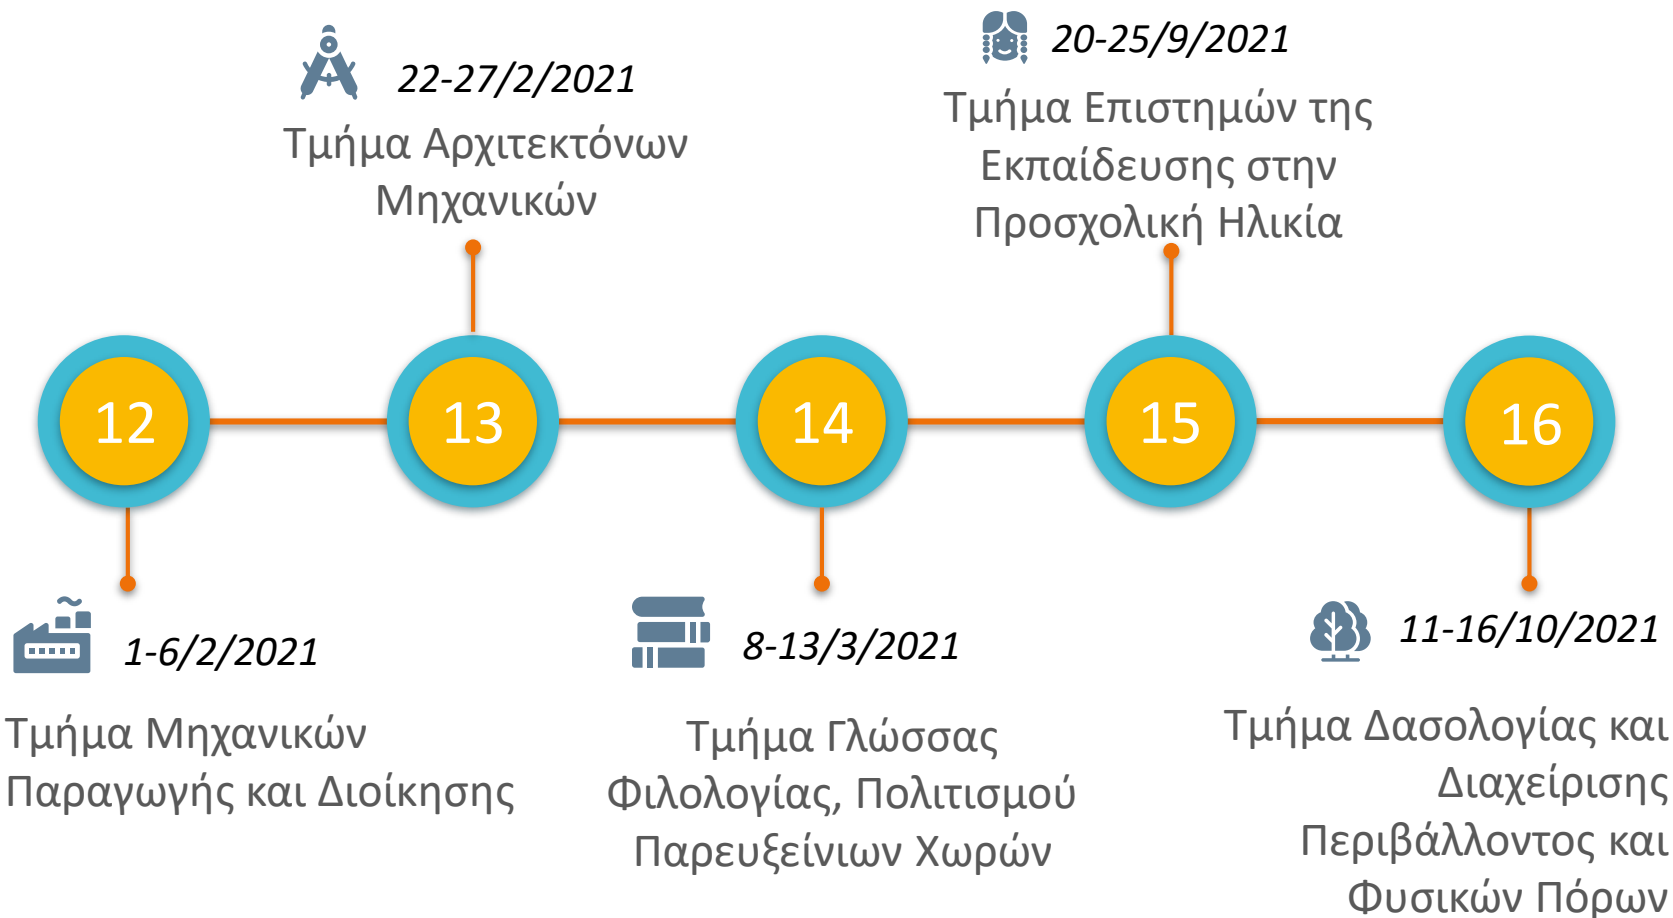 22-27/2/2021
Τμήμα Αρχιτεκτόνων
Μηχανικών
20-25/9/2021
Τμήμα Επιστημών της
Εκπαίδευσης στην
Προσχολική Ηλικία
12
13
14
15
16
1-6/2/2021
Τμήμα Μηχανικών
Παραγωγής και Διοίκησης
8-13/3/2021
Τμήμα Γλώσσας
Φιλολογίας, Πολιτισμού
Παρευξείνιων Χωρών
11-16/10/2021
Τμήμα Δασολογίας και
Διαχείρισης
Περιβάλλοντος και
Φυσικών Πόρων